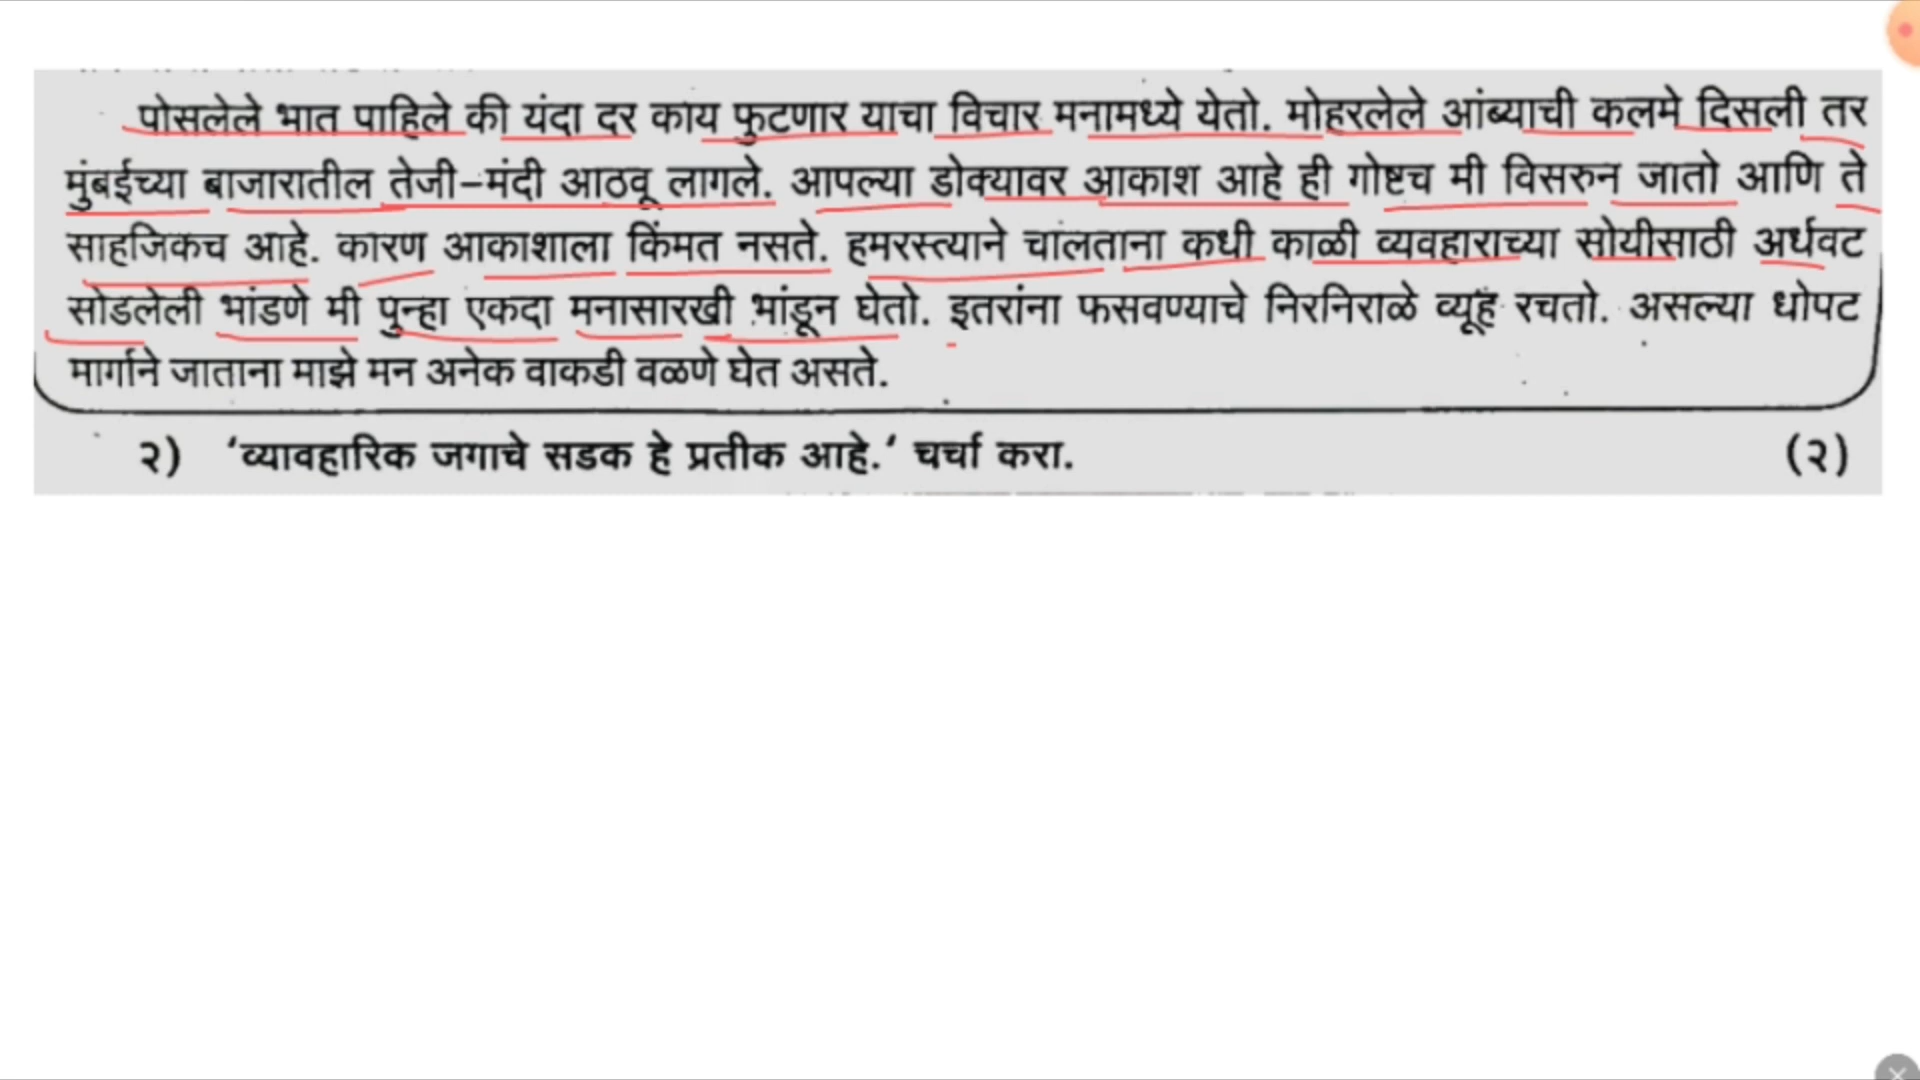 पोसलेले भात पाहिले की यंदा दर काय फुटणार याचा विचार मनामध्ये येतो. मोहरलेले आंब्याची कलमे दिसली तर
मुंबईच्या बाजारातील तेजी-मंदी आठवू लागले. आपल्या डोक्यावर आकाश आहे ही गोष्टच मी विसरुन जातो आणि ते
साहजिकच आहे. कारण आकाशाला किंमत नसते. हमरस्त्याने चालताना कधी काळी व्यवहाराच्या सोयीसाठी अर्धवट
सोडलेली भांडणे मी पुन्हा एकदा मनासारखी भांडून घेतो. इतरांना फसवण्याचे निरनिराळे व्यूह रचतो. असल्या धोपट
मार्गाने जाताना माझे मन अनेक वाकडी वळणे घेत असते.
२) ‘व्यावहारिक जगाचे सडक हे प्रतीक आहे.‘ चर्चा करा. (२)